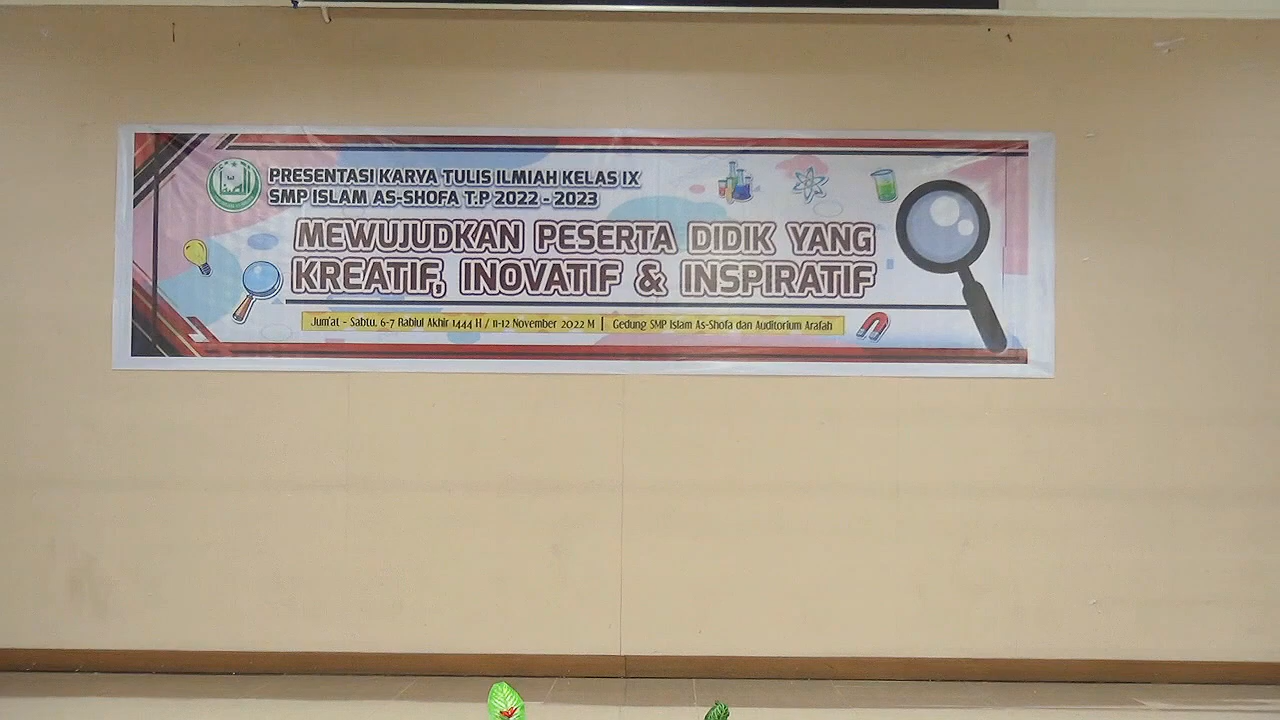 PRESENTASI KARYA TULIS ILMIAH KELAS IX
SMP ISLAM AS-SHOFA T.P 2022 - 2023
MEWUJUDKAN PESERTA DIDIK YANG
KREATIF, INOVATIF & INSPIRATIF
Jum'at - Sabtu, 6-7 Rabiul Akhir 1444 H / 11-12 November 2022 M | Gedung SMP Islam As-Shofa dan Auditorium Arafah